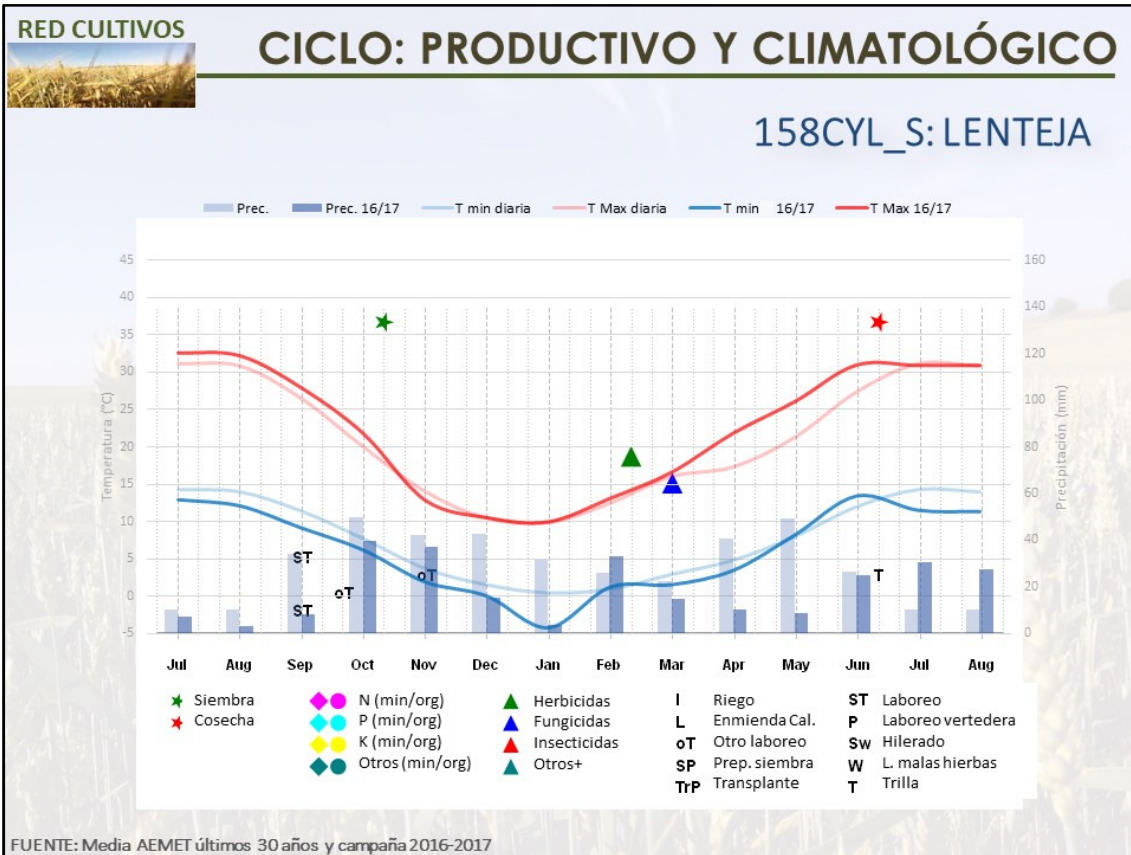 RED CULTIVOS
CICLO: PRODUCTIVO Y CLIMATOLÓGICO
158CYL_S: LENTEJA
Prec. Prec. 16/17 T min diaria T Max diaria T min 16/17 T Max 16/17
45 160
40 140
35 120
30 100
25 80
20 60
15 40
10 20
5 0
0
-5
Temperatura (°C)
Precipitación (mm)
ST
ST
oT
oT
T
Jul Aug Sep Oct Nov Dec Jan Feb Mar Apr May Jun Jul Aug
Siembra N (min/org) Herbicidas I Riego ST Laboreo
Cosecha P (min/org) Fungicidas L Enmienda Cal. P Laboreo vertedera
K (min/org) Insecticidas oT Otro laboreo Sw Hilerado
Otros (min/org) Otros+ SP Prep. siembra W L. malas hierbas
TrP Transplante T Trilla
FUENTE: Media AEMET últimos 30 años y campaña 2016-2017